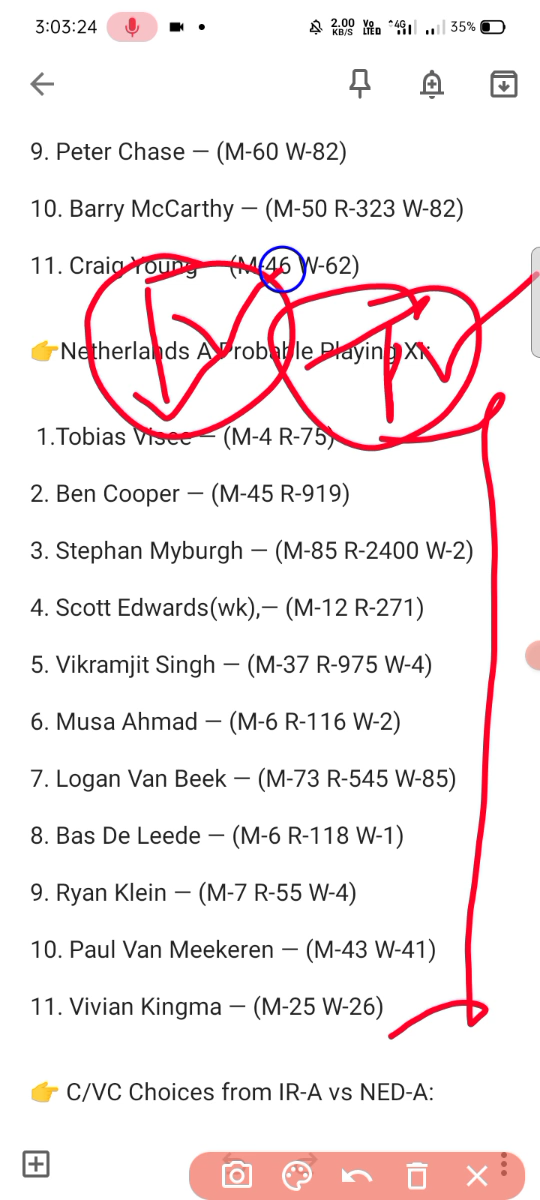 3:03:24 2.00 KB/S Vo LTED 4G 35%
9. Peter Chase — (M-60 W-82)
10. Barry McCarthy — (M-50 R-323 W-82)
11. Craig Young — (M-46 W-62)
👉Netherlands A Probable Playing XI:
1.Tobias Visee — (M-4 R-75)
2. Ben Cooper — (M-45 R-919)
3. Stephan Myburgh — (M-85 R-2400 W-2)
4. Scott Edwards(wk),— (M-12 R-271)
5. Vikramjit Singh — (M-37 R-975 W-4)
6. Musa Ahmad — (M-6 R-116 W-2)
7. Logan Van Beek — (M-73 R-545 W-85)
8. Bas De Leede — (M-6 R-118 W-1)
9. Ryan Klein — (M-7 R-55 W-4)
10. Paul Van Meekeren — (M-43 W-41)
11. Vivian Kingma — (M-25 W-26)
👉 C/VC Choices from IR-A vs NED-A: